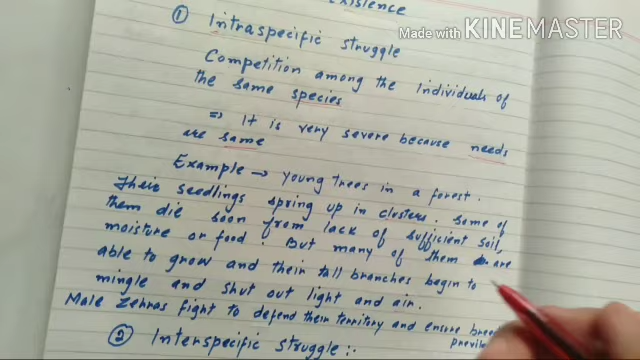 Existence
Made with KINEMASTER
① Intraspecific struggle
Competition among the individuals of
the same species
⇒ It is very severe because needs
are same
Example → young trees in a forest.
Their seedlings spring up in clusters. Some of
them die soon from lack of sufficient soil,
moisture or food. But many of them are
able to grow and their tall branches begin to
mingle and shut out light and air.
Male Zebras fight to defend their territory and ensure
② Interspecific struggle :-